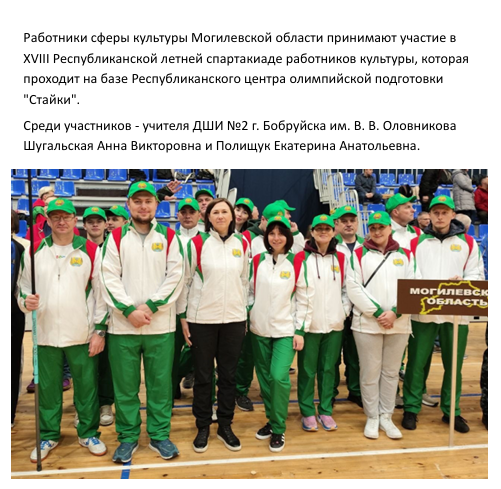 Работники сферы культуры Могилевской области принимают участие в
XVIII Республиканской летней спартакиаде работников культуры, которая
проходит на базе Республиканского центра олимпийской подготовки
"Стайки".
Среди участников - учителя ДШИ №2 г. Бобруйска им. В. В. Оловникова
Шугальская Анна Викторовна и Полищук Екатерина Анатольевна.
МОГИЛЕВСК
ОБЛАСТЬ